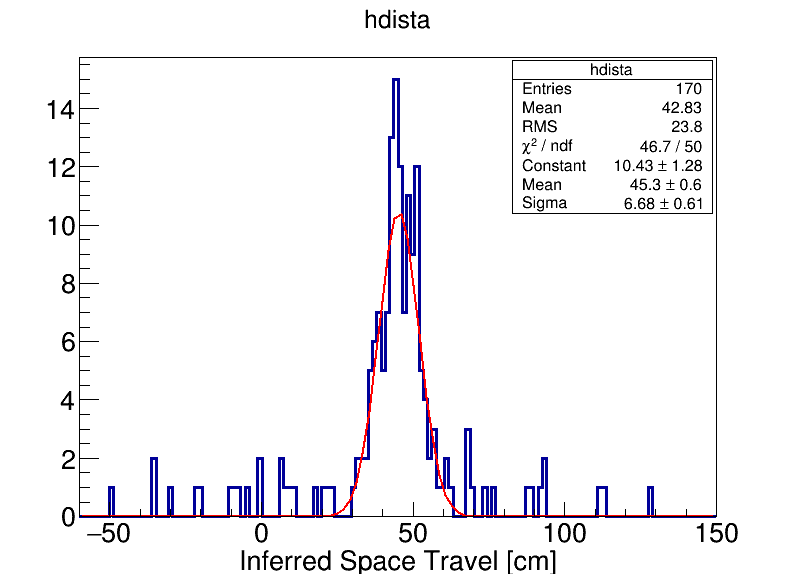 hdista
hdista
Entries 170
Mean 42.83
RMS 23.8
χ² / ndf 46.7 / 50
Constant 10.43 ± 1.28
Mean 45.3 ± 0.6
Sigma 6.68 ± 0.61
14
12
10
8
6
4
2
0
−50 0 50 100 150
Inferred Space Travel [cm]